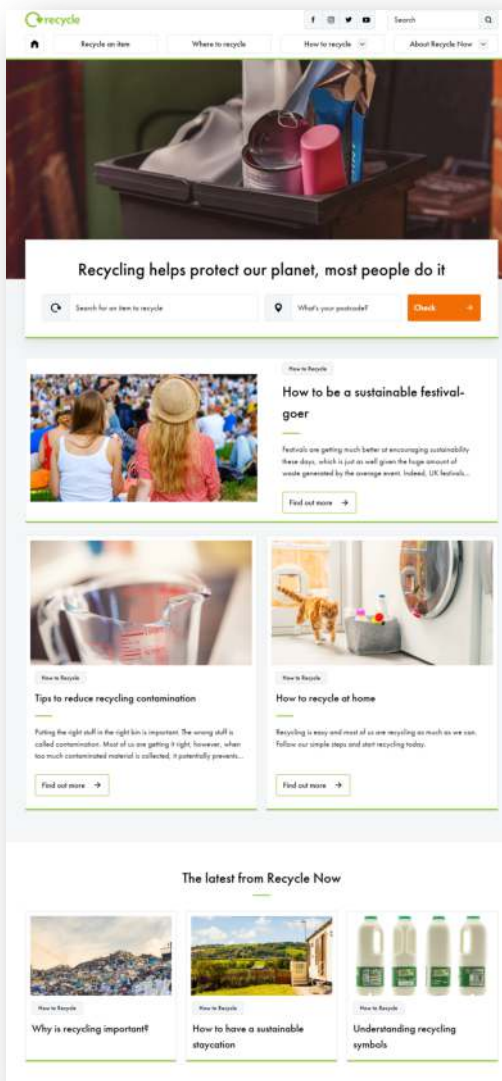 recycle
Search
Recycle an item
Where to recycle
How to recycle
About Recycle Now
Recycling helps protect our planet, most people do it
Search for an item to recycle
What's your postcode?
Check
How to Recycle
How to be a sustainable festival-
goer
Festivals are getting much better at encouraging sustainability
these days, which is just as well given the huge amount of
waste generated by the average event. Indeed, UK festivals...
Find out more
How to Recycle
Tips to reduce recycling contamination
Putting the right stuff in the right bin is important. The wrong stuff is
called contamination. Most of us are getting it right; however, when
too much contaminated material is collected, it potentially prevents...
Find out more
How to Recycle
How to recycle at home
Recycling is easy and most of us are recycling as much as we can.
Follow our simple steps and start recycling today.
Find out more
The latest from Recycle Now
How to Recycle
Why is recycling important?
How to Recycle
How to have a sustainable
staycation
How to Recycle
Understanding recycling
symbols